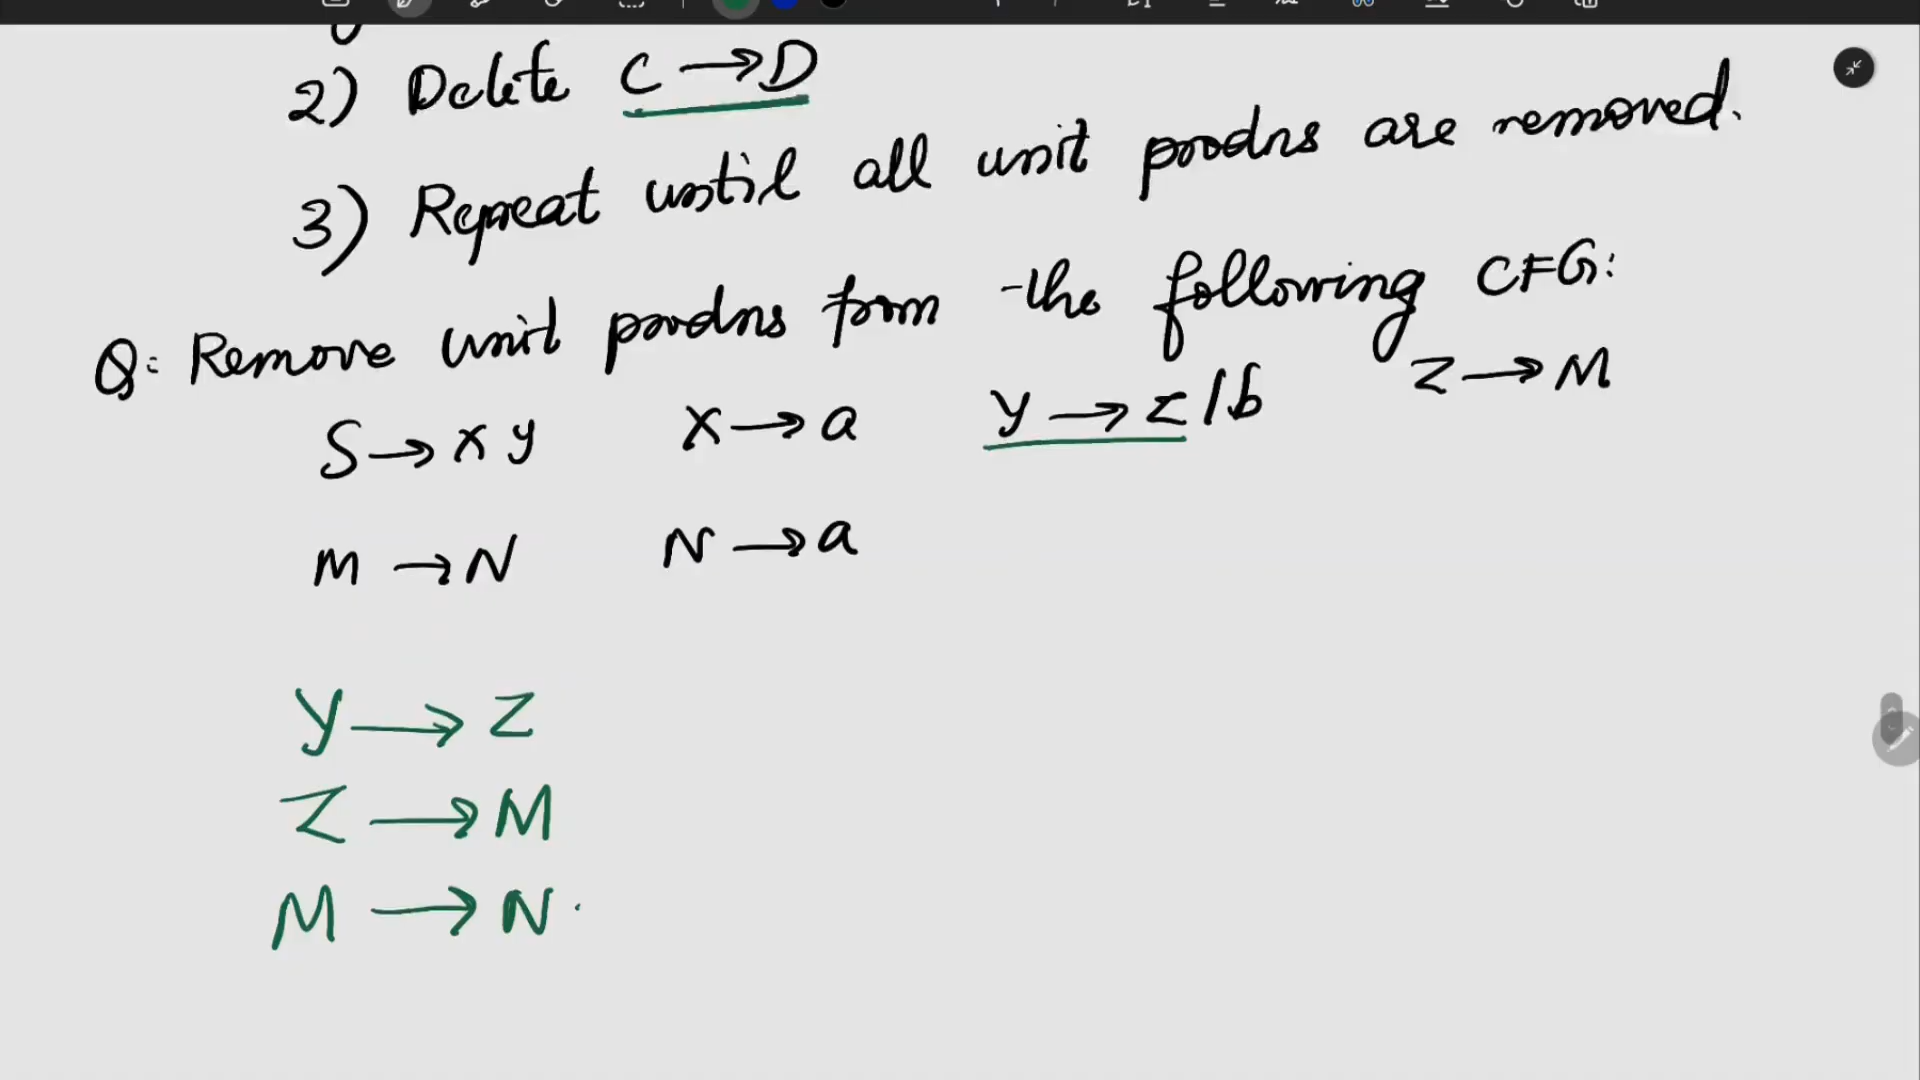 2) Delete C → D
3) Repeat until all unit prodns are removed.
Q: Remove unit prodns from the following CFG:
S → X Y    X → a    Y → Z / b    Z → M
M → N    N → a
Y → Z
Z → M
M → N .